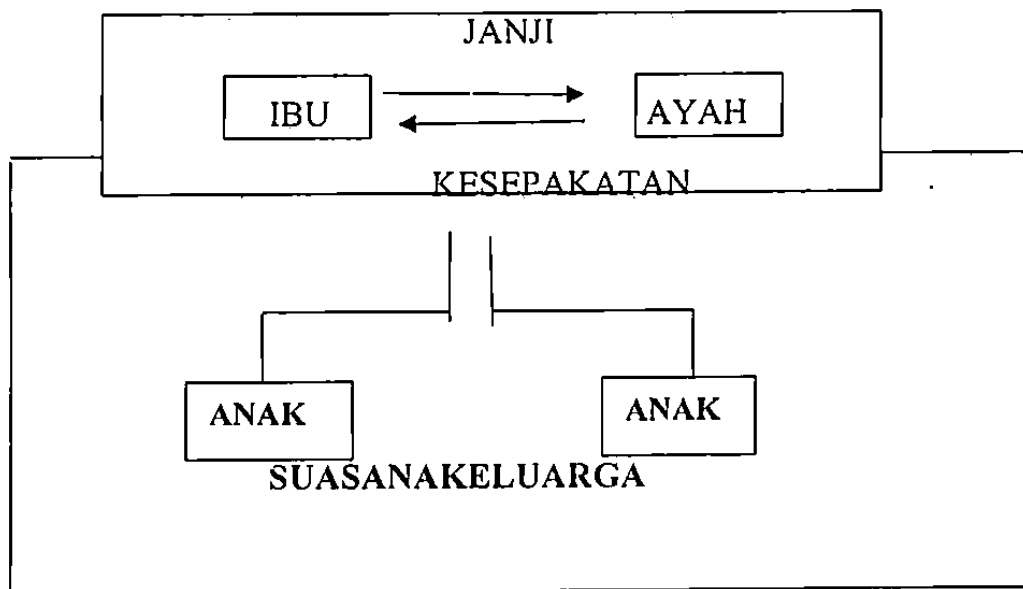 JANJI
IBU
AYAH
KESEPAKATAN
ANAK
ANAK
SUASANAKELUARGA